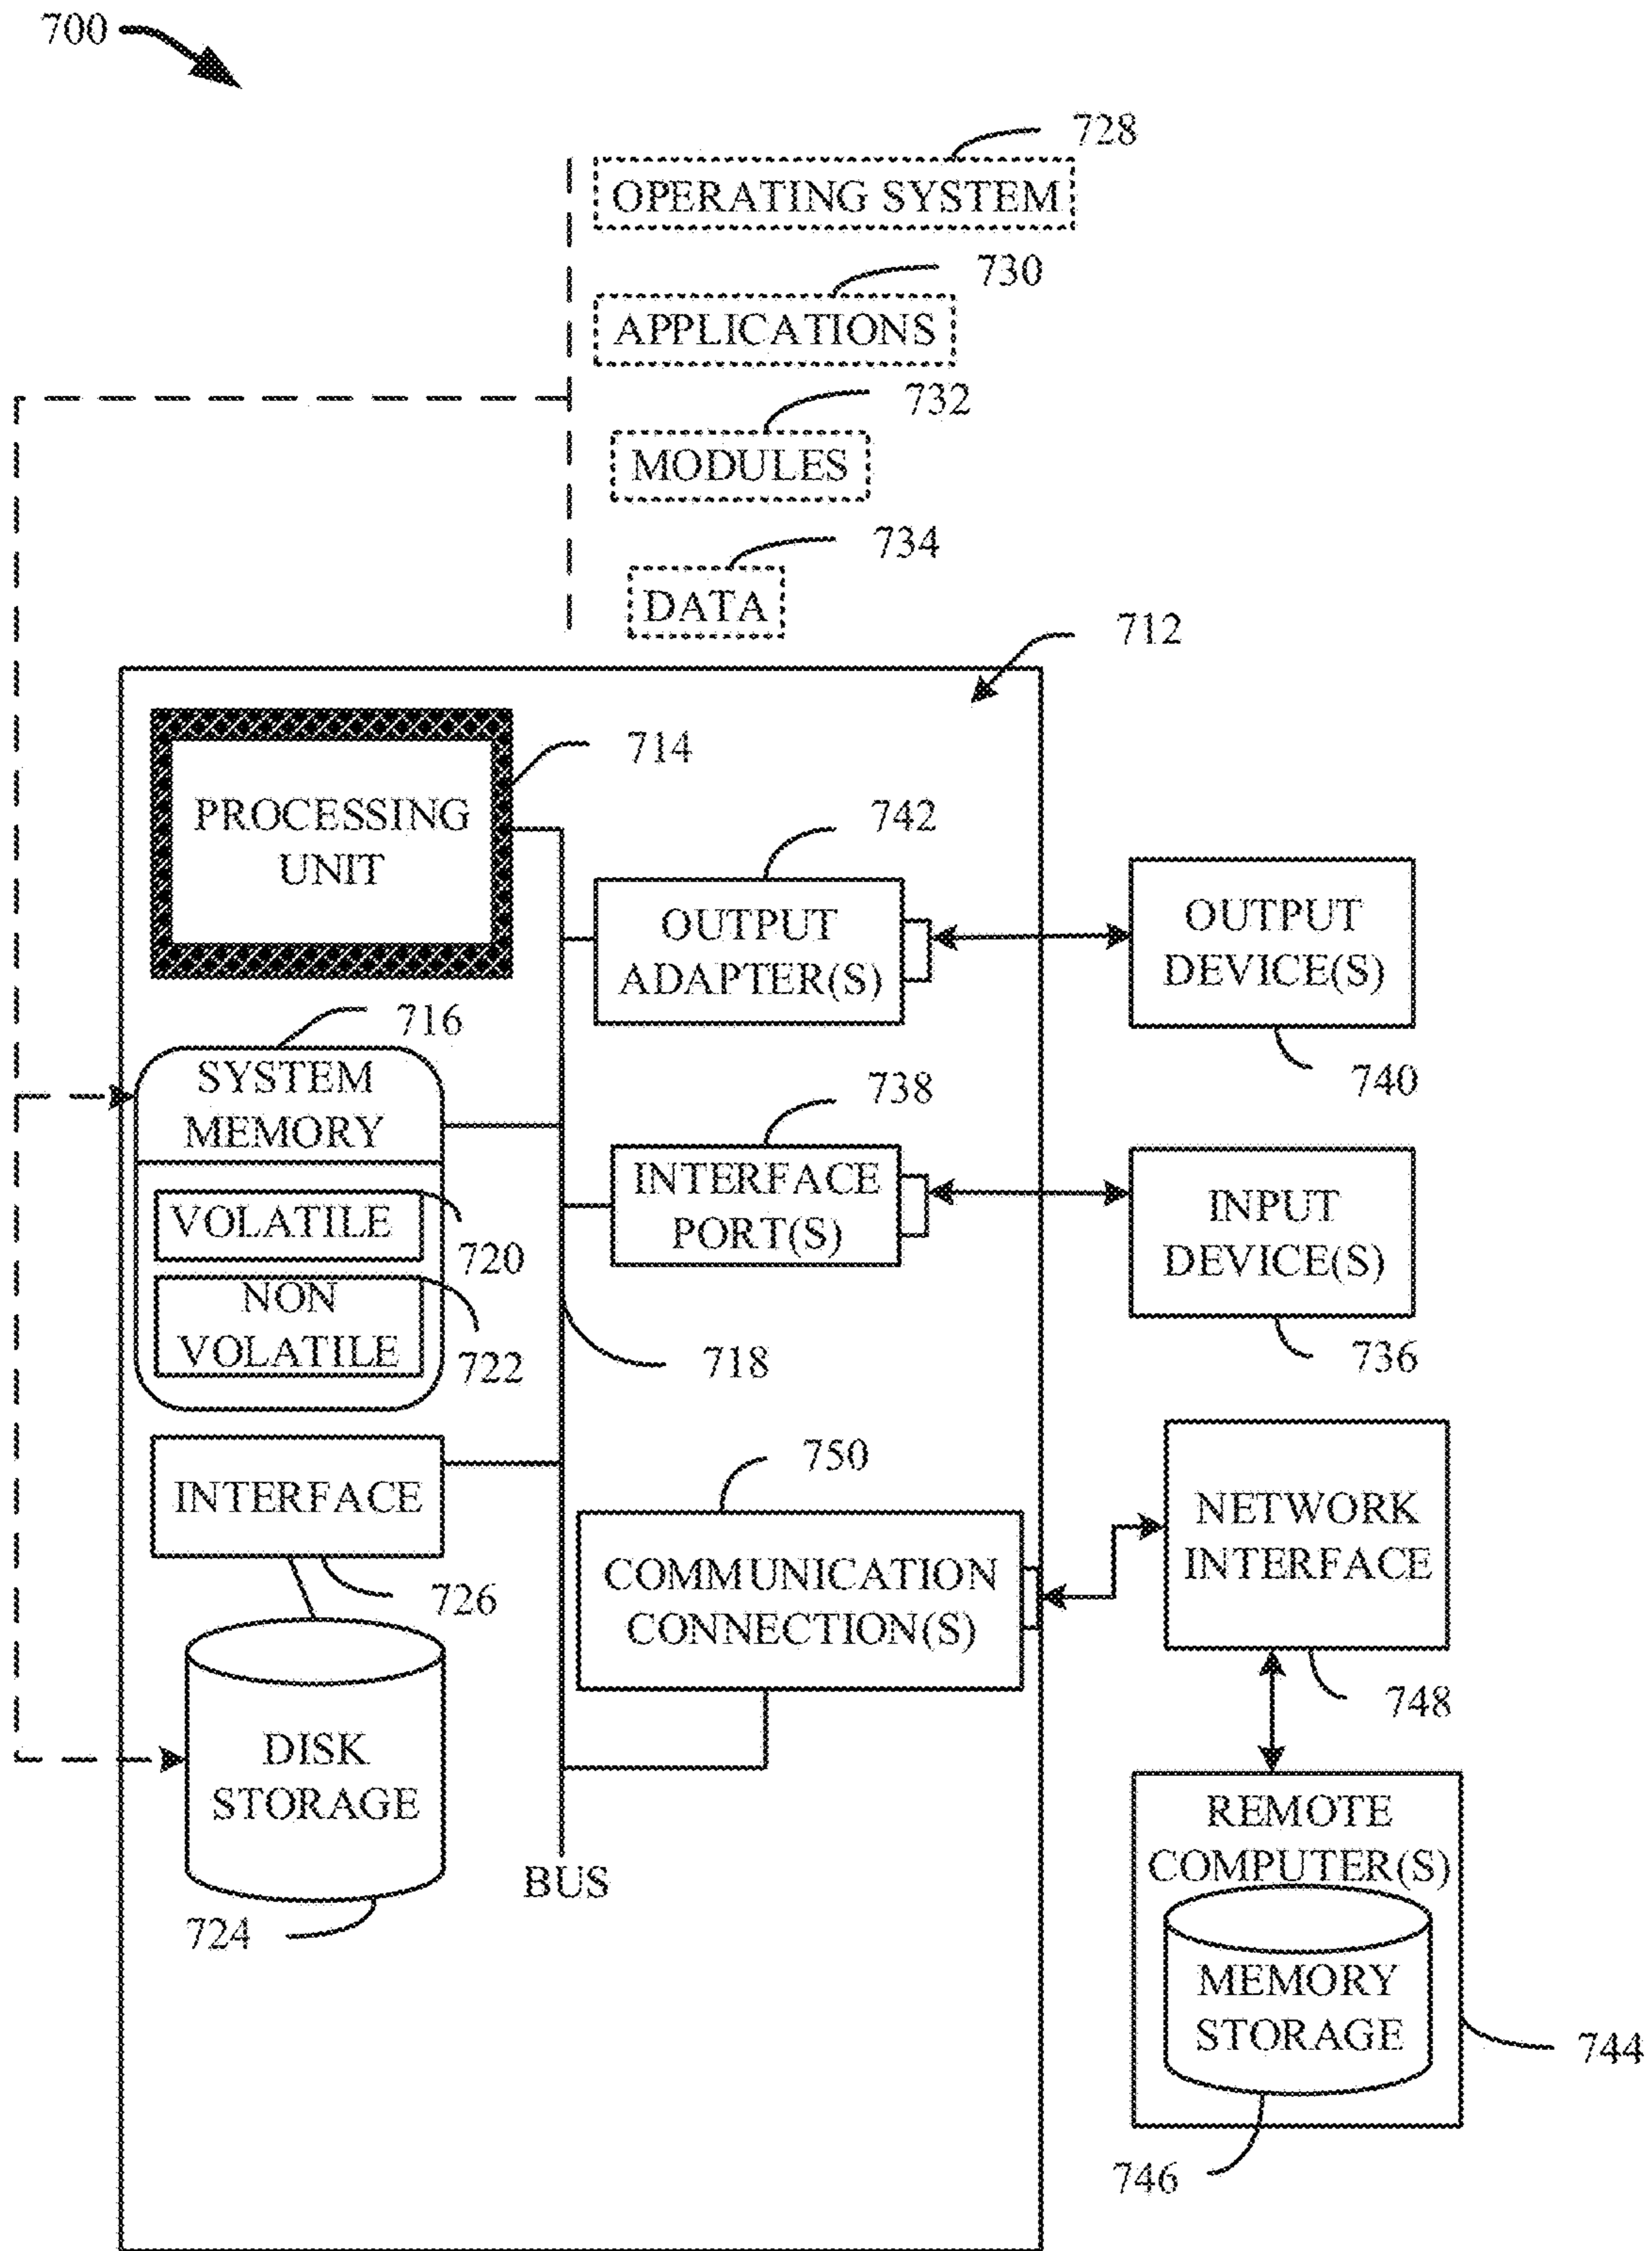 700
728
OPERATING SYSTEM
730
APPLICATIONS
732
MODULES
734
DATA
712
714
PROCESSING
UNIT
742
OUTPUT
ADAPTER(S)
OUTPUT
DEVICE(S)
740
716
SYSTEM
MEMORY
738
INTERFACE
PORT(S)
INPUT
DEVICE(S)
736
VOLATILE
720
NON
VOLATILE
722
718
750
INTERFACE
726
COMMUNICATION
CONNECTION(S)
NETWORK
INTERFACE
748
DISK
STORAGE
724
BUS
REMOTE
COMPUTER(S)
MEMORY
STORAGE
744
746